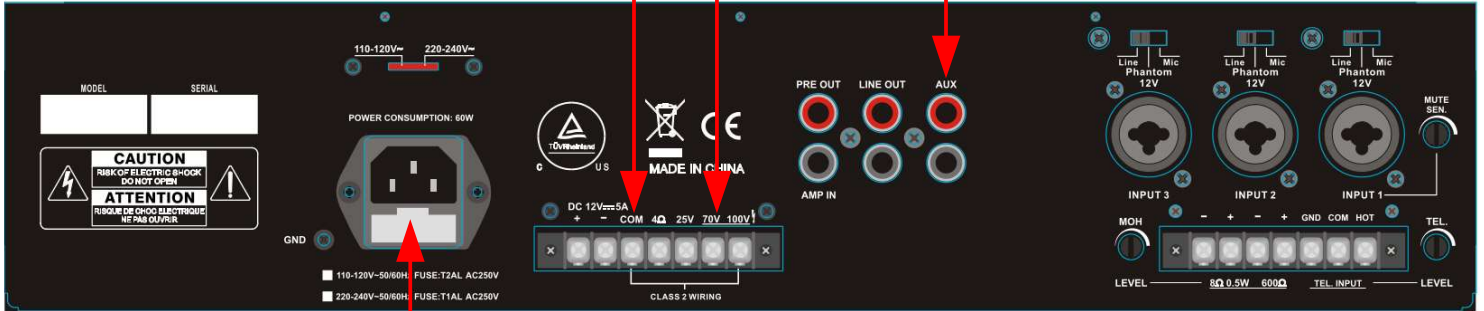 110-120V~ 220-240V~
MODEL SERIAL
POWER CONSUMPTION: 60W
CAUTION
RISK OF ELECTRIC SHOCK
DO NOT OPEN
ATTENTION
RISQUE DE CHOC ELECTRIQUE
NE PAS OUVRIR
GND
110-120V~50/60Hz FUSE:T2AL AC250V
220-240V~50/60Hz FUSE:T1AL AC250V
TÜVRheinland
C US
CE
MADE IN CHINA
DC 12V⎓5A
+ - COM 4Ω 25V 70V 100V
CLASS 2 WIRING
PRE OUT LINE OUT AUX
AMP IN
Line Mic Line Mic Line Mic
Phantom Phantom Phantom
12V 12V 12V
MUTE
SEN.
INPUT 3 INPUT 2 INPUT 1
MOH - + - + GND COM HOT TEL.
LEVEL 8Ω 0.5W 600Ω TEL. INPUT LEVEL